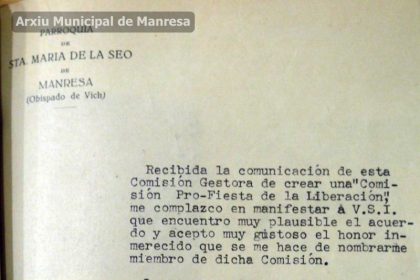 Arxiu Municipal de Manresa
PARROQUIA
DE
STA. MARIA DE LA SEO
DE
MANRESA
(Obispado de Vich)
Recibida la comunicación de esta
Comisión Gestora de crear una"Comi-
sión Pro-Fiesta de la Liberación",
me complazco en manifestar á V.S.I.
que encuentro muy plausible el acuer-
do y acepto muy gustoso el honor in-
merecido que se me hace de nombrarme
miembro de dicha Comisión.